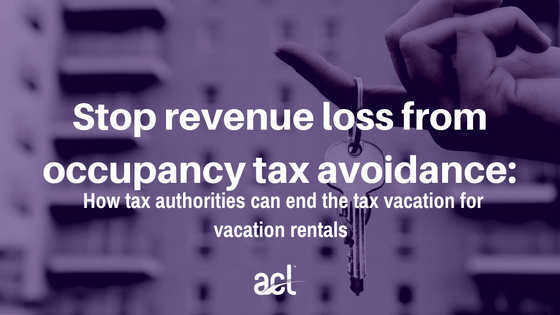 Stop revenue loss from
occupancy tax avoidance:
How tax authorities can end the tax vacation for
vacation rentals
acl